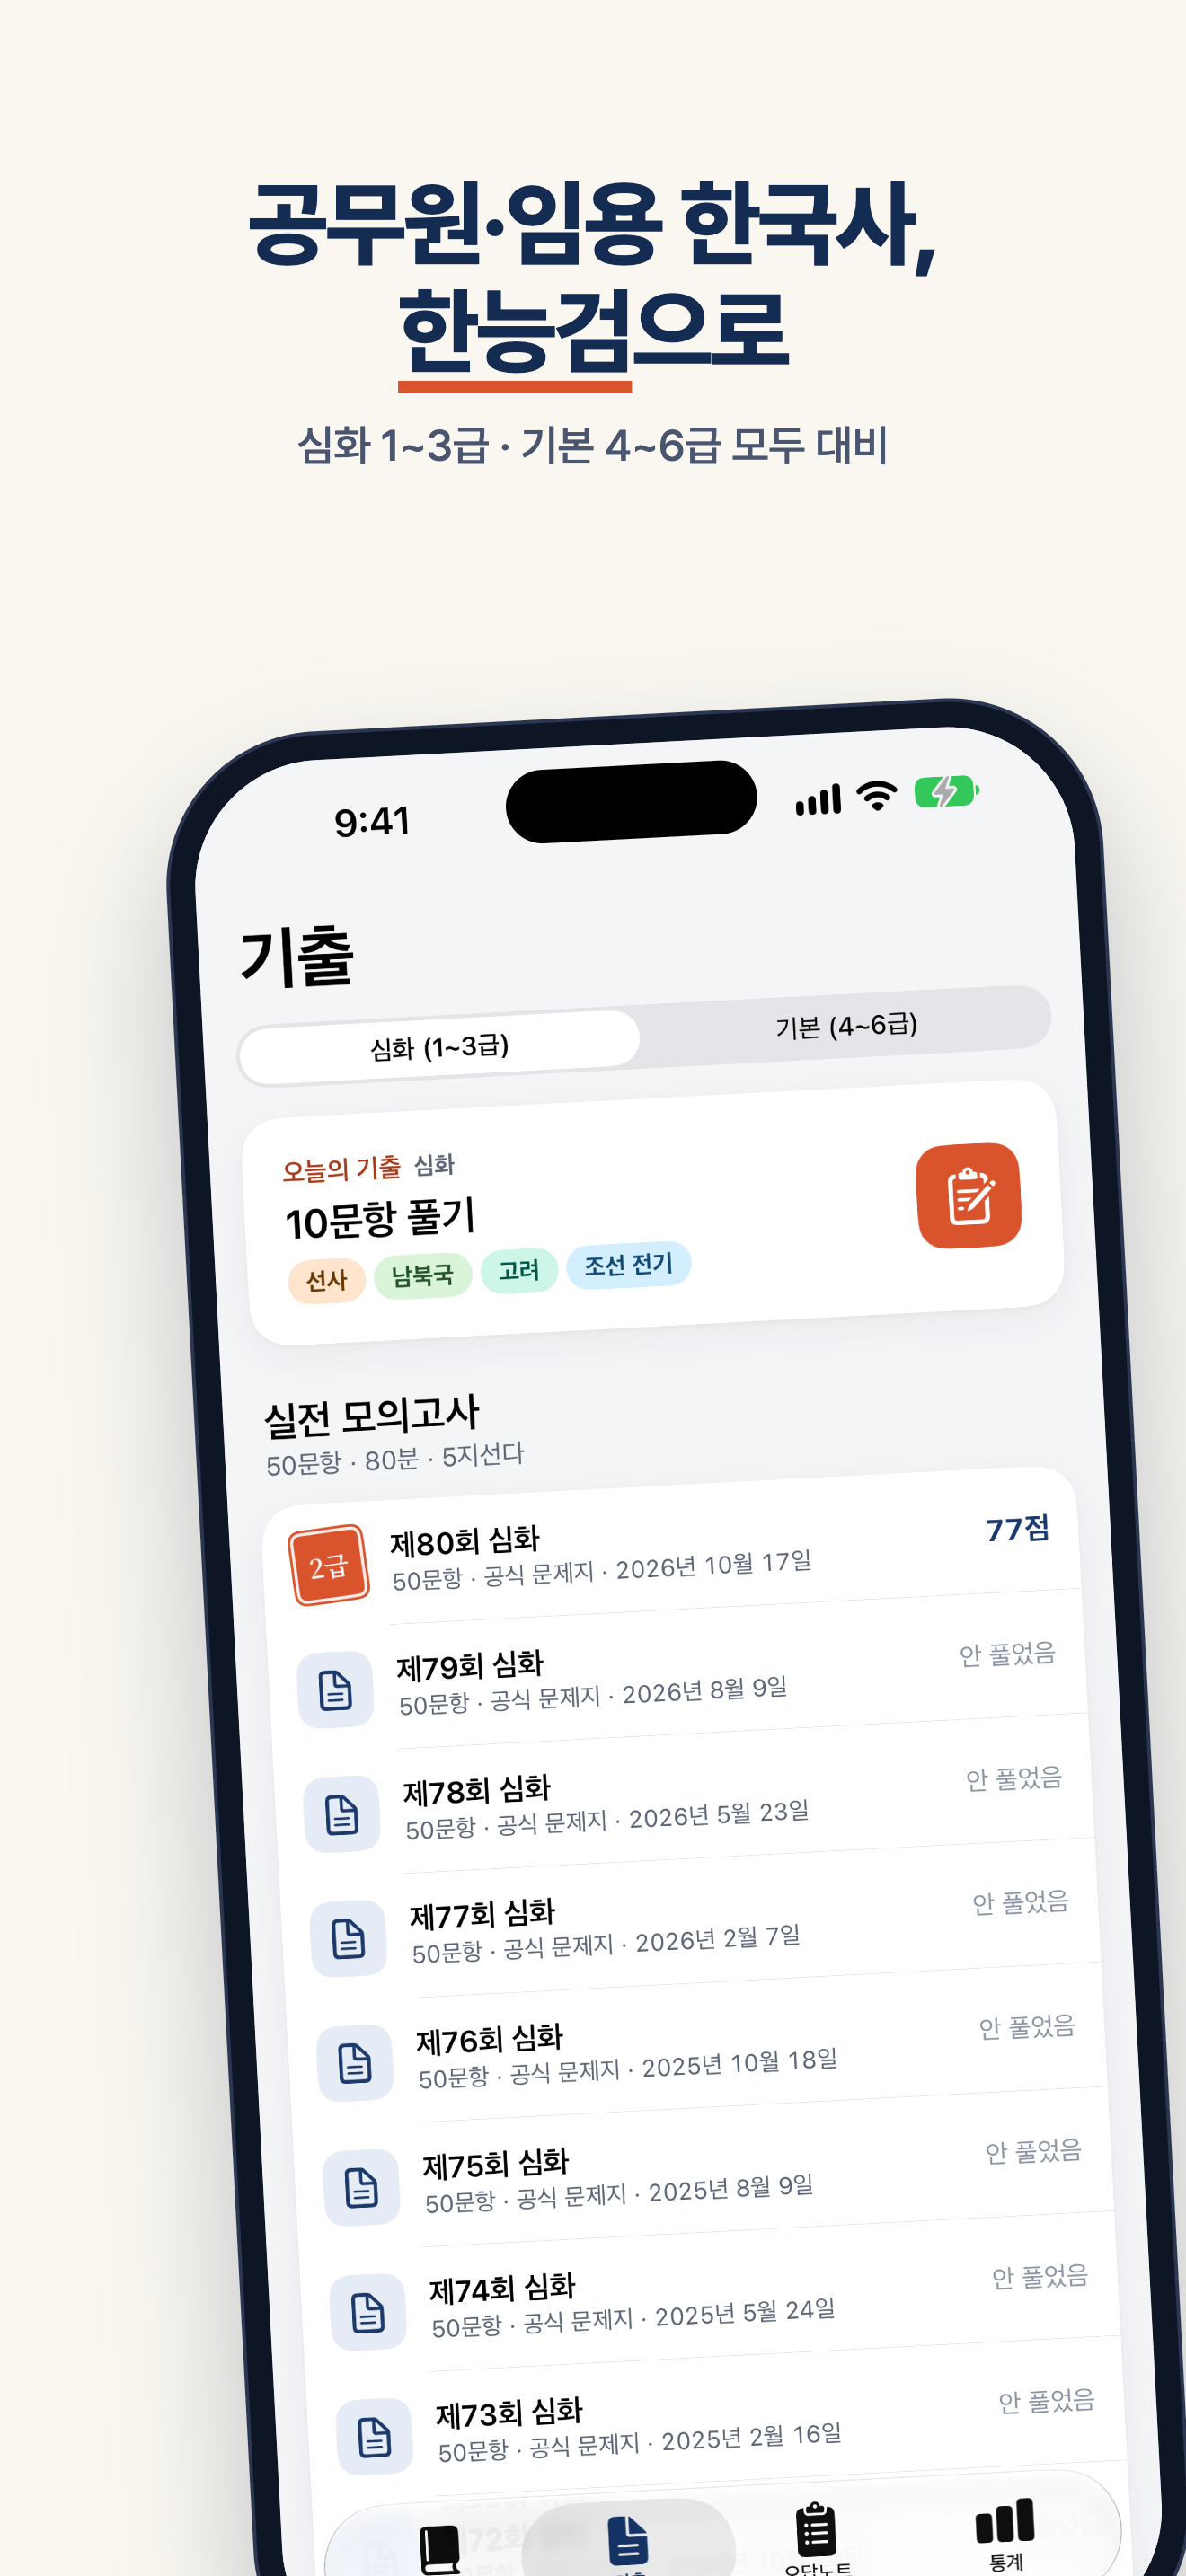 공무원·임용 한국사,
한능검으로
심화 1~3급 · 기본 4~6급 모두 대비
9:41
기출
심화 (1~3급)
기본 (4~6급)
오늘의 기출 심화
10문항 풀기
선사 남북국 고려 조선 전기
실전 모의고사
50문항 · 80분 · 5지선다
2급
제80회 심화
77점
50문항 · 공식 문제지 · 2026년 10월 17일
제79회 심화
안 풀었음
50문항 · 공식 문제지 · 2026년 8월 9일
제78회 심화
안 풀었음
50문항 · 공식 문제지 · 2026년 5월 23일
제77회 심화
안 풀었음
50문항 · 공식 문제지 · 2026년 2월 7일
제76회 심화
안 풀었음
50문항 · 공식 문제지 · 2025년 10월 18일
제75회 심화
안 풀었음
50문항 · 공식 문제지 · 2025년 8월 9일
제74회 심화
안 풀었음
50문항 · 공식 문제지 · 2025년 5월 24일
제73회 심화
안 풀었음
50문항 · 공식 문제지 · 2025년 2월 16일
제72회
오답노트
통계